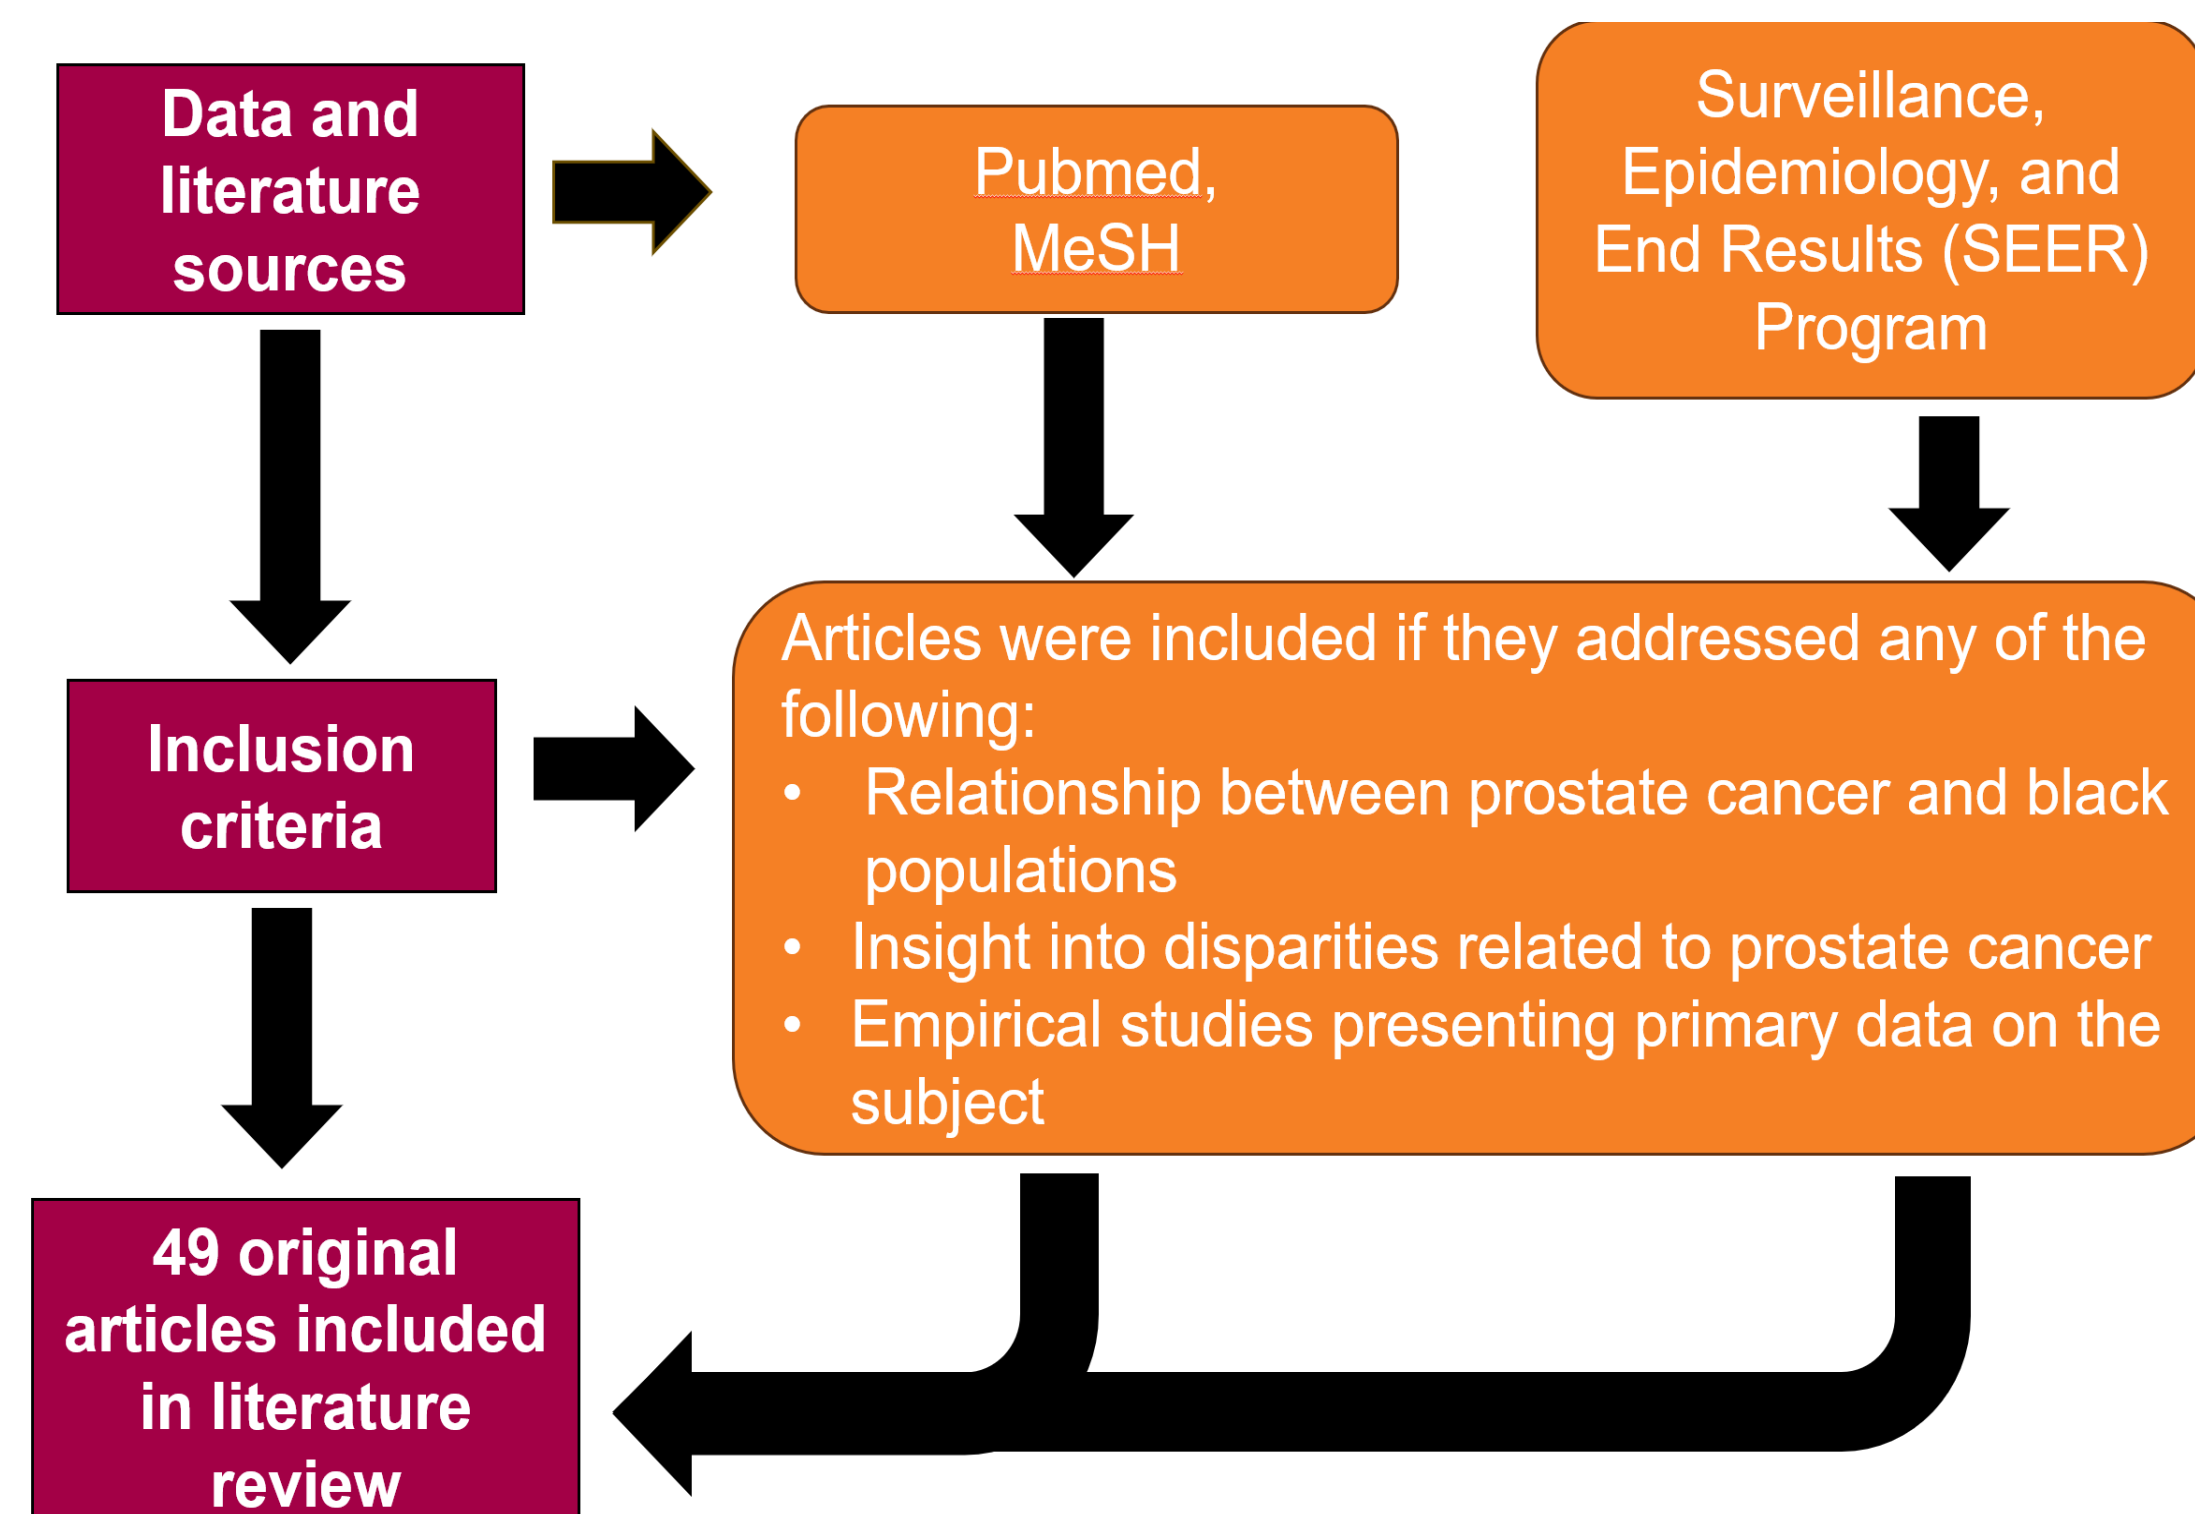 Data and
literature
sources
Pubmed,
MeSH
Surveillance,
Epidemiology, and
End Results (SEER)
Program
Inclusion
criteria
Articles were included if they addressed any of the
following:
• Relationship between prostate cancer and black
populations
• Insight into disparities related to prostate cancer
• Empirical studies presenting primary data on the
subject
49 original
articles included
in literature
review